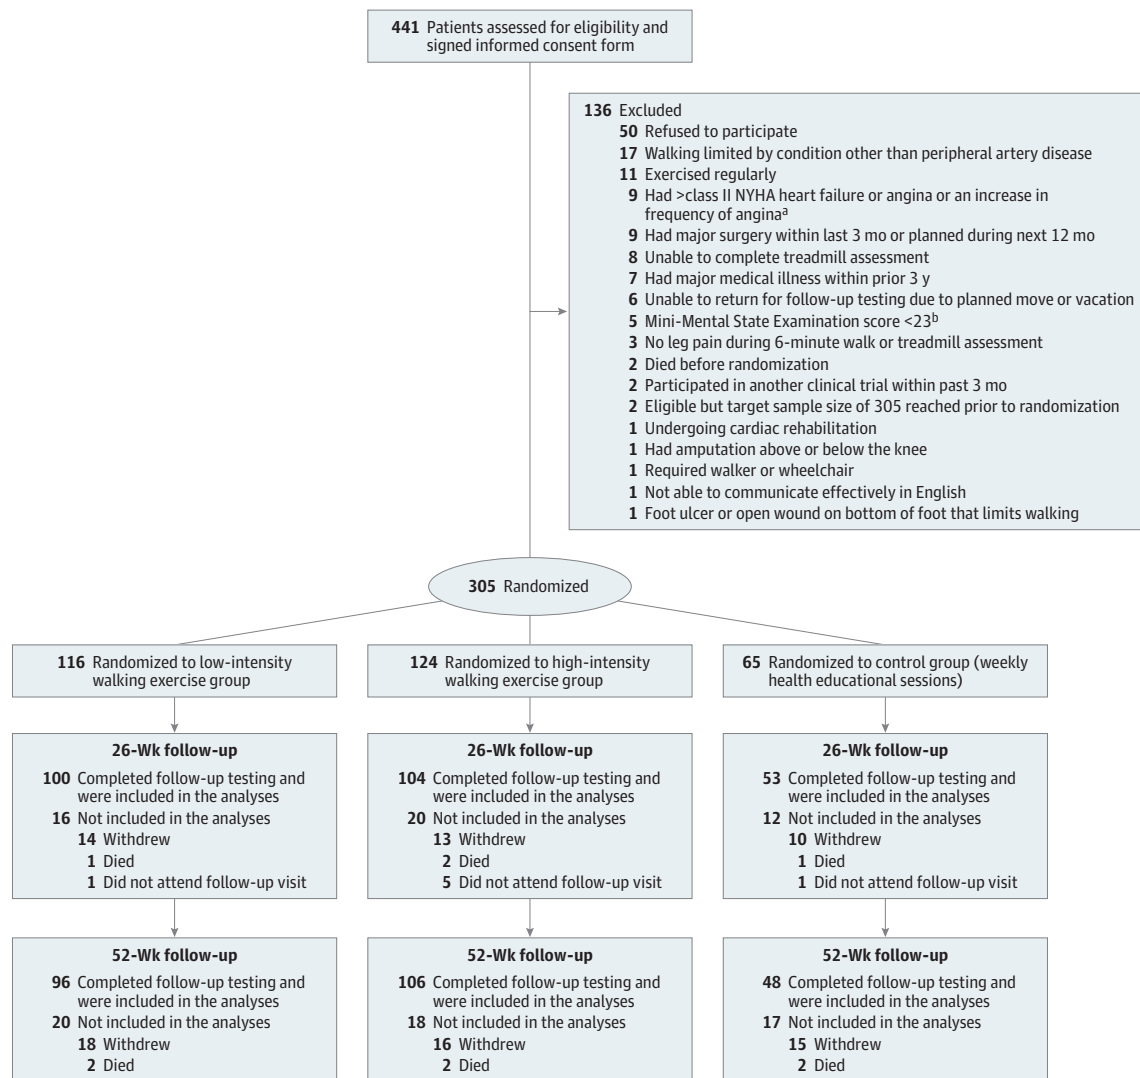 441 Patients assessed for eligibility and
signed informed consent form
136 Excluded
50 Refused to participate
17 Walking limited by condition other than peripheral artery disease
11 Exercised regularly
9 Had >class II NYHA heart failure or angina or an increase in
frequency of anginaᵃ
9 Had major surgery within last 3 mo or planned during next 12 mo
8 Unable to complete treadmill assessment
7 Had major medical illness within prior 3 y
6 Unable to return for follow-up testing due to planned move or vacation
5 Mini-Mental State Examination score <23ᵇ
3 No leg pain during 6-minute walk or treadmill assessment
2 Died before randomization
2 Participated in another clinical trial within past 3 mo
2 Eligible but target sample size of 305 reached prior to randomization
1 Undergoing cardiac rehabilitation
1 Had amputation above or below the knee
1 Required walker or wheelchair
1 Not able to communicate effectively in English
1 Foot ulcer or open wound on bottom of foot that limits walking
305 Randomized
116 Randomized to low-intensity
walking exercise group
124 Randomized to high-intensity
walking exercise group
65 Randomized to control group (weekly
health educational sessions)
26-Wk follow-up
100 Completed follow-up testing and
were included in the analyses
16 Not included in the analyses
14 Withdrew
1 Died
1 Did not attend follow-up visit
26-Wk follow-up
104 Completed follow-up testing and
were included in the analyses
20 Not included in the analyses
13 Withdrew
2 Died
5 Did not attend follow-up visit
26-Wk follow-up
53 Completed follow-up testing and
were included in the analyses
12 Not included in the analyses
10 Withdrew
1 Died
1 Did not attend follow-up visit
52-Wk follow-up
96 Completed follow-up testing and
were included in the analyses
20 Not included in the analyses
18 Withdrew
2 Died
52-Wk follow-up
106 Completed follow-up testing and
were included in the analyses
18 Not included in the analyses
16 Withdrew
2 Died
52-Wk follow-up
48 Completed follow-up testing and
were included in the analyses
17 Not included in the analyses
15 Withdrew
2 Died